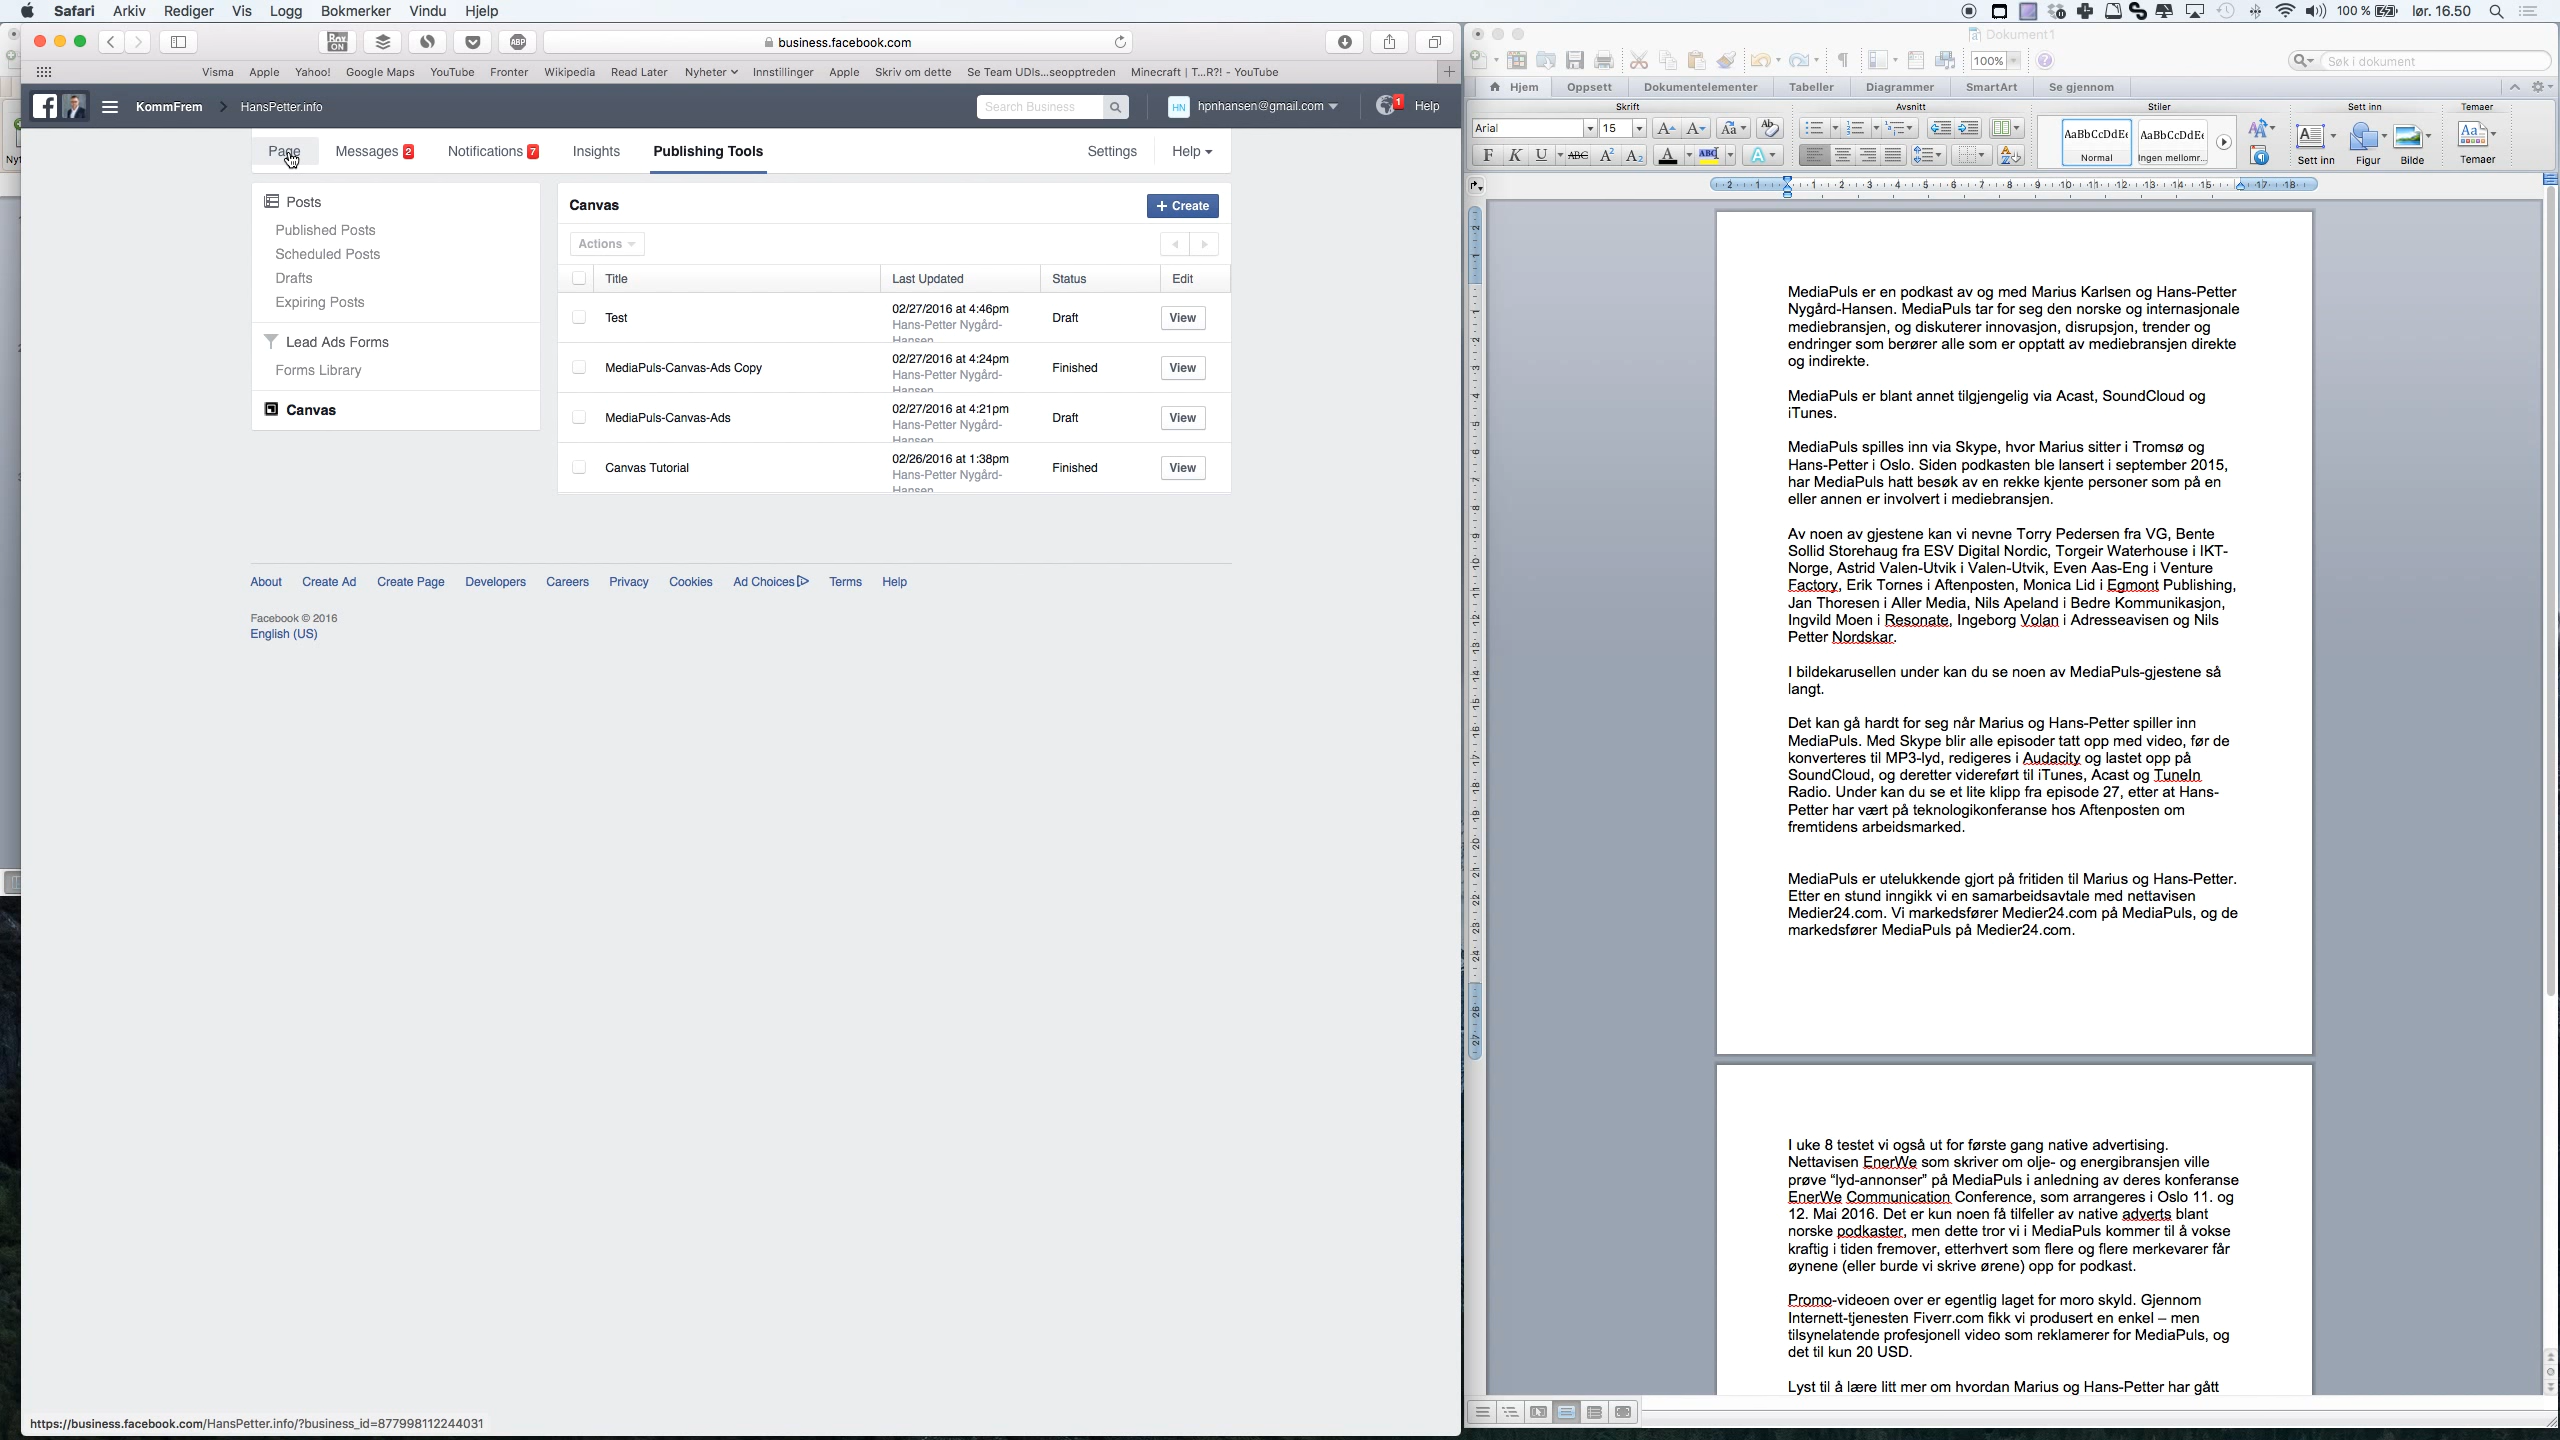 Safari Arkiv Rediger Vis Logg Bokmerker Vindu Hjelp
100 % lør. 16.50
ABP
business.facebook.com
Visma Apple Yahoo! Google Maps YouTube Fronter Wikipedia Read Later Nyheter Innstillinger Apple Skriv om dette Se Team UDIs...seopptreden Minecraft | T...R?! - YouTube
KommFrem HansPetter.info
Search Business
HN hpnhansen@gmail.com 1 Help
Page Messages 2 Notifications 7 Insights Publishing Tools Settings Help
Posts
Published Posts
Scheduled Posts
Drafts
Expiring Posts
Lead Ads Forms
Forms Library
Canvas
Canvas + Create
Actions
Title Last Updated Status Edit
Test 02/27/2016 at 4:46pm Draft View
Hans-Petter Nygård-
Hansen
MediaPuls-Canvas-Ads Copy 02/27/2016 at 4:24pm Finished View
Hans-Petter Nygård-
Hansen
MediaPuls-Canvas-Ads 02/27/2016 at 4:21pm Draft View
Hans-Petter Nygård-
Hansen
Canvas Tutorial 02/26/2016 at 1:38pm Finished View
Hans-Petter Nygård-
Hansen
About Create Ad Create Page Developers Careers Privacy Cookies Ad Choices Terms Help
Facebook © 2016
English (US)
https://business.facebook.com/HansPetter.info/?business_id=877998112244031
Dokument1
100%
Søk i dokument
Hjem Oppsett Dokumentelementer Tabeller Diagrammer SmartArt Se gjennom
Skrift Avsnitt Stiler Sett inn Temaer
Arial 15
AaBbCcDdEe AaBbCcDdEe
Normal Ingen mellomr...
Sett inn Figur Bilde Temaer
MediaPuls er en podkast av og med Marius Karlsen og Hans-Petter
Nygård-Hansen. MediaPuls tar for seg den norske og internasjonale
mediebransjen, og diskuterer innovasjon, disrupsjon, trender og
endringer som berører alle som er opptatt av mediebransjen direkte
og indirekte.
MediaPuls er blant annet tilgjengelig via Acast, SoundCloud og
iTunes.
MediaPuls spilles inn via Skype, hvor Marius sitter i Tromsø og
Hans-Petter i Oslo. Siden podkasten ble lansert i september 2015,
har MediaPuls hatt besøk av en rekke kjente personer som på en
eller annen er involvert i mediebransjen.
Av noen av gjestene kan vi nevne Torry Pedersen fra VG, Bente
Sollid Storehaug fra ESV Digital Nordic, Torgeir Waterhouse i IKT-
Norge, Astrid Valen-Utvik i Valen-Utvik, Even Aas-Eng i Venture
Factory, Erik Tornes i Aftenposten, Monica Lid i Egmont Publishing,
Jan Thoresen i Aller Media, Nils Apeland i Bedre Kommunikasjon,
Ingvild Moen i Resonate, Ingeborg Volan i Adresseavisen og Nils
Petter Nordskar.
I bildekarusellen under kan du se noen av MediaPuls-gjestene så
langt.
Det kan gå hardt for seg når Marius og Hans-Petter spiller inn
MediaPuls. Med Skype blir alle episoder tatt opp med video, før de
konverteres til MP3-lyd, redigeres i Audacity og lastet opp på
SoundCloud, og deretter videreført til iTunes, Acast og TuneIn
Radio. Under kan du se et lite klipp fra episode 27, etter at Hans-
Petter har vært på teknologikonferanse hos Aftenposten om
fremtidens arbeidsmarked.
MediaPuls er utelukkende gjort på fritiden til Marius og Hans-Petter.
Etter en stund inngikk vi en samarbeidsavtale med nettavisen
Medier24.com. Vi markedsfører Medier24.com på MediaPuls, og de
markedsfører MediaPuls på Medier24.com.
I uke 8 testet vi også ut for første gang native advertising.
Nettavisen EnerWe som skriver om olje- og energibransjen ville
prøve “lyd-annonser” på MediaPuls i anledning av deres konferanse
EnerWe Communication Conference, som arrangeres i Oslo 11. og
12. Mai 2016. Det er kun noen få tilfeller av native adverts blant
norske podkaster, men dette tror vi i MediaPuls kommer til å vokse
kraftig i tiden fremover, etterhvert som flere og flere merkevarer får
øynene (eller burde vi skrive ørene) opp for podkast.
Promo-videoen over er egentlig laget for moro skyld. Gjennom
Internett-tjenesten Fiverr.com fikk vi produsert en enkel – men
tilsynelatende profesjonell video som reklamerer for MediaPuls, og
det til kun 20 USD.
Lyst til å lære litt mer om hvordan Marius og Hans-Petter har gått